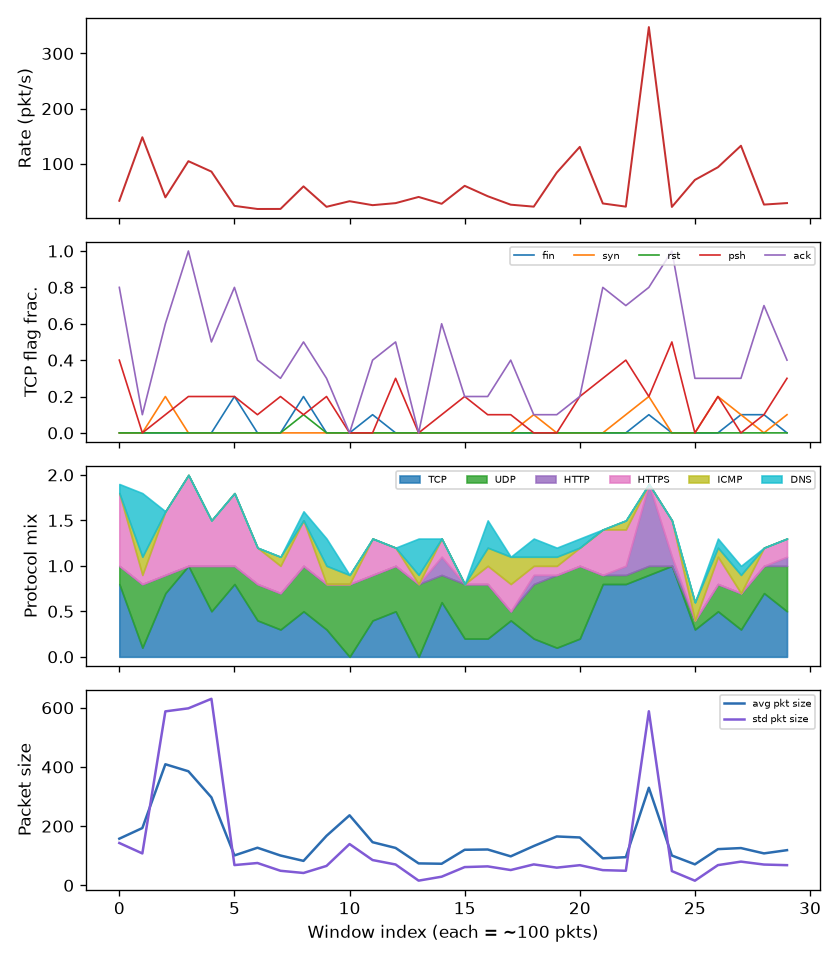 Rate (pkt/s)
300
200
100
TCP flag frac.
1.0
0.8
0.6
0.4
0.2
0.0
fin syn rst psh ack
Protocol mix
2.0
1.5
1.0
0.5
0.0
TCP UDP HTTP HTTPS ICMP DNS
Packet size
600
400
200
0
avg pkt size
std pkt size
0 5 10 15 20 25 30
Window index (each = ~100 pkts)